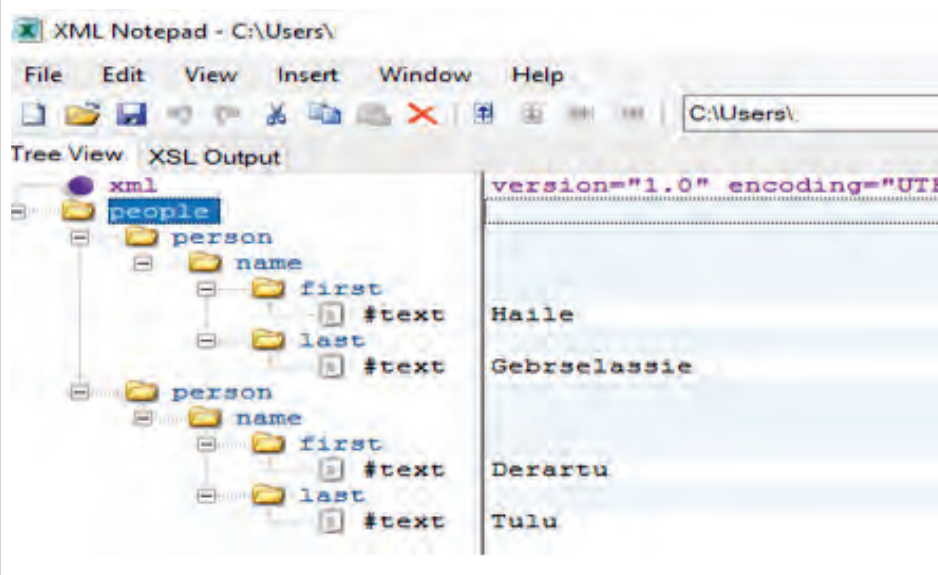 XML Notepad - C:\Users\
File Edit View Insert Window Help
C:\Users\
Tree View XSL Output
xml version="1.0" encoding="UTF
people
person
name
first
#text Haile
last
#text Gebrselassie
person
name
first
#text Derartu
last
#text Tulu